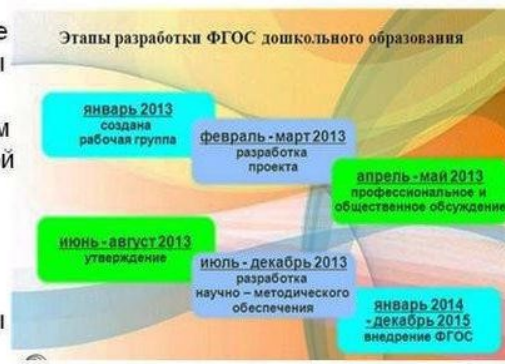 е
ы
м
й
ы
Этапы разработки ФГОС дошкольного образования
январь 2013
создана
рабочая группа
февраль - март 2013
разработка
проекта
апрель - май 2013
профессиональное и
общественное обсуждение
июнь - август 2013
утверждение
июль - декабрь 2013
разработка
научно – методического
обеспечения
январь 2014
- декабрь 2015
внедрение ФГОС